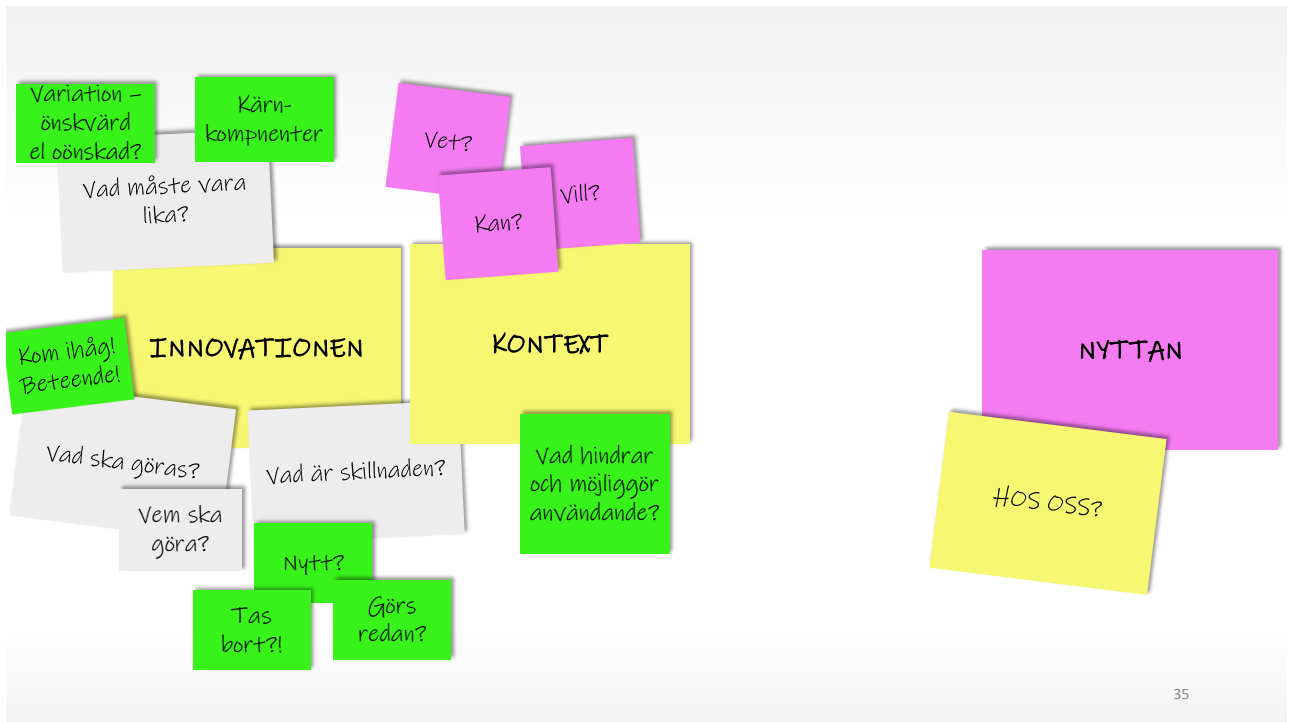 Variation –
önskvärd
el oönskad?
Kärn-
kompnenter
Vad måste vara
lika?
Vet?
Vill?
Kan?
INNOVATIONEN
KONTEXT
NYTTAN
Kom ihåg!
Beteende!
Vad ska göras?
Vem ska
göra?
Vad är skillnaden?
Nytt?
Tas
bort?!
Görs
redan?
Vad hindrar
och möjliggör
användande?
HOS OSS?
35